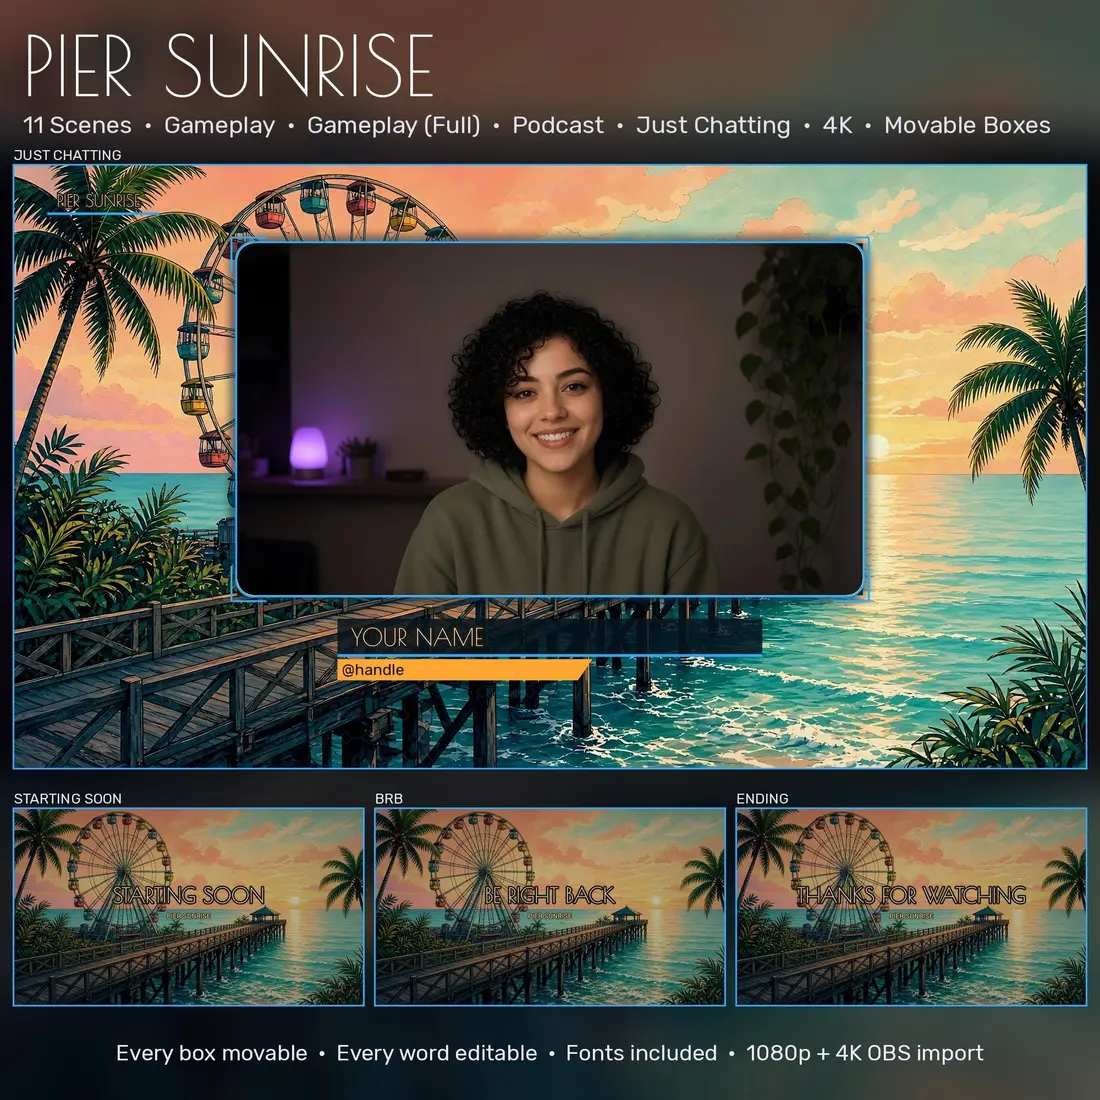 PIER SUNRISE
11 Scenes • Gameplay • Gameplay (Full) • Podcast • Just Chatting • 4K • Movable Boxes
JUST CHATTING
PIER SUNRISE
YOUR NAME
@handle
STARTING SOON
BRB
ENDING
STARTING SOON
PIER SUNRISE
BE RIGHT BACK
PIER SUNRISE
THANKS FOR WATCHING
PIER SUNRISE
Every box movable • Every word editable • Fonts included • 1080p + 4K OBS import